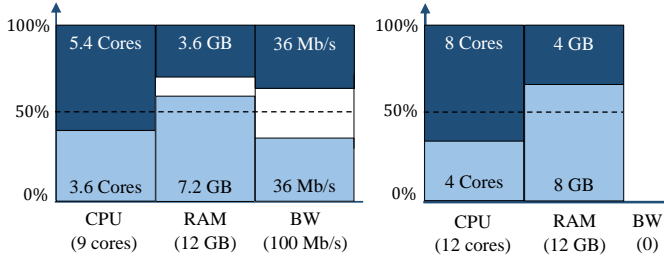 100%
5.4 Cores
3.6 GB
36 Mb/s
50%
3.6 Cores
7.2 GB
36 Mb/s
0%
CPU
(9 cores)
RAM
(12 GB)
BW
(100 Mb/s)
100%
8 Cores
4 GB
50%
4 Cores
8 GB
0%
CPU
(12 cores)
RAM
(12 GB)
BW
(0)